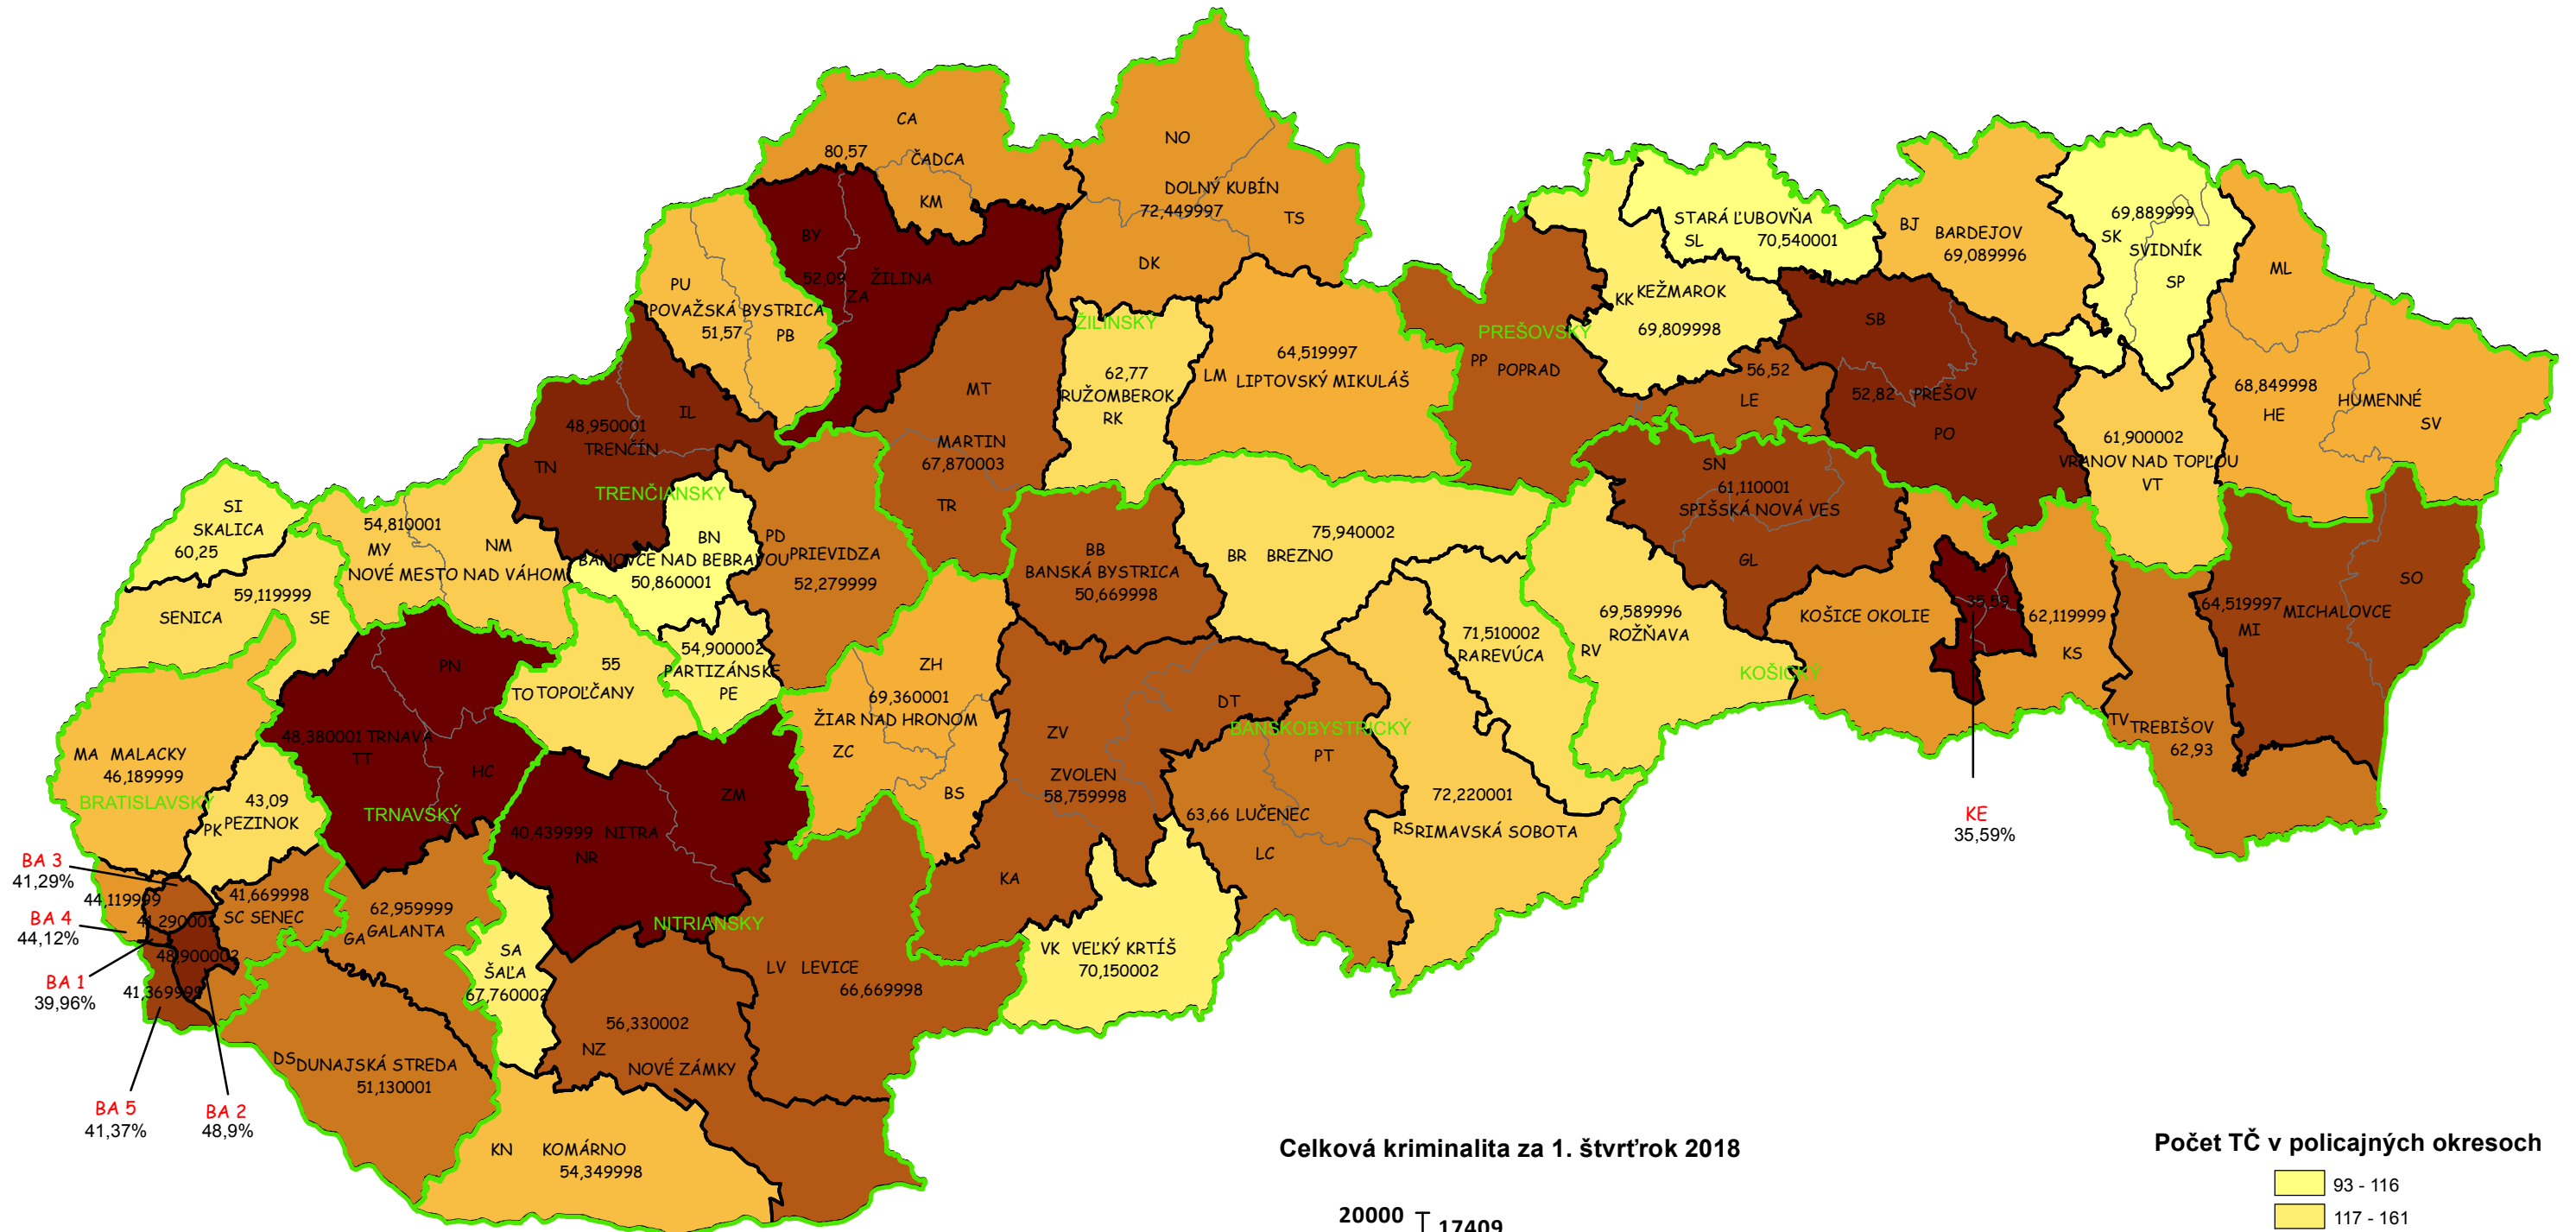 CA
80,57
ČADCA
KM
NO
DOLNÝ KUBÍN
72,449997
TS
DK
BY
52,09
ŽILINA
ZA
PU
POVAŽSKÁ BYSTRICA
51,57
PB
ŽILINSKÝ
STARÁ ĽUBOVŇA
SL
70,540001
BJ
BARDEJOV
69,089996
69,889999
SK
SVIDNÍK
SP
ML
KK
KEŽMAROK
69,809998
PREŠOVSKÝ
PP
POPRAD
SB
56,52
LE
52,82
PREŠOV
PO
68,849998
HE
HUMENNÉ
SV
61,900002
VRANOV NAD TOPĽOU
VT
64,519997
LM
LIPTOVSKÝ MIKULÁŠ
62,77
RUŽOMBEROK
RK
MT
MARTIN
67,870003
TR
IL
48,950001
TRENČÍN
TN
TRENČIANSKY
SI
SKALICA
60,25
54,810001
MY
NM
NOVÉ MESTO NAD VÁHOM
BN
BÁNOVCE NAD BEBRAVOU
50,860001
PD
PRIEVIDZA
52,279999
BB
BANSKÁ BYSTRICA
50,669998
75,940002
BR
BREZNO
SN
61,110001
SPIŠSKÁ NOVÁ VES
GL
59,119999
SENICA
SE
69,589996
ROŽŇAVA
RV
KOŠICKÝ
KOŠICE OKOLIE
35,59
62,119999
KS
64,519997
MICHALOVCE
MI
SO
71,510002
RAREVÚCA
PN
55
TO
TOPOĽČANY
54,900002
PARTIZÁNSKE
PE
ZH
69,360001
ŽIAR NAD HRONOM
ZC
BS
DT
BANSKOBYSTRICKÝ
PT
ZV
ZVOLEN
58,759998
TV
TREBIŠOV
62,93
MA
MALACKY
46,189999
BRATISLAVSKÝ
48,380001
TRNAVA
TT
HC
TRNAVSKÝ
43,09
PK
PEZINOK
ZM
40,439999
NITRA
NR
63,66
LUČENEC
LC
72,220001
RS
RIMAVSKÁ SOBOTA
KE
35,59%
BA 3
41,29%
44,119999
41,290001
41,669998
SC
SENEC
BA 4
44,12%
62,959999
GA
GALANTA
NITRIANSKY
KA
VK
VEĽKÝ KRTÍŠ
70,150002
SA
ŠAĽA
67,760002
LV
LEVICE
66,669998
48,900002
BA 1
39,96%
41,369999
56,330002
NZ
NOVÉ ZÁMKY
DS
DUNAJSKÁ STREDA
51,130001
BA 5
41,37%
BA 2
48,9%
KN
KOMÁRNO
54,349998
Celková kriminalita za 1. štvrťrok 2018
Počet TČ v policajných okresoch
93 - 116
117 - 161
20000
17409